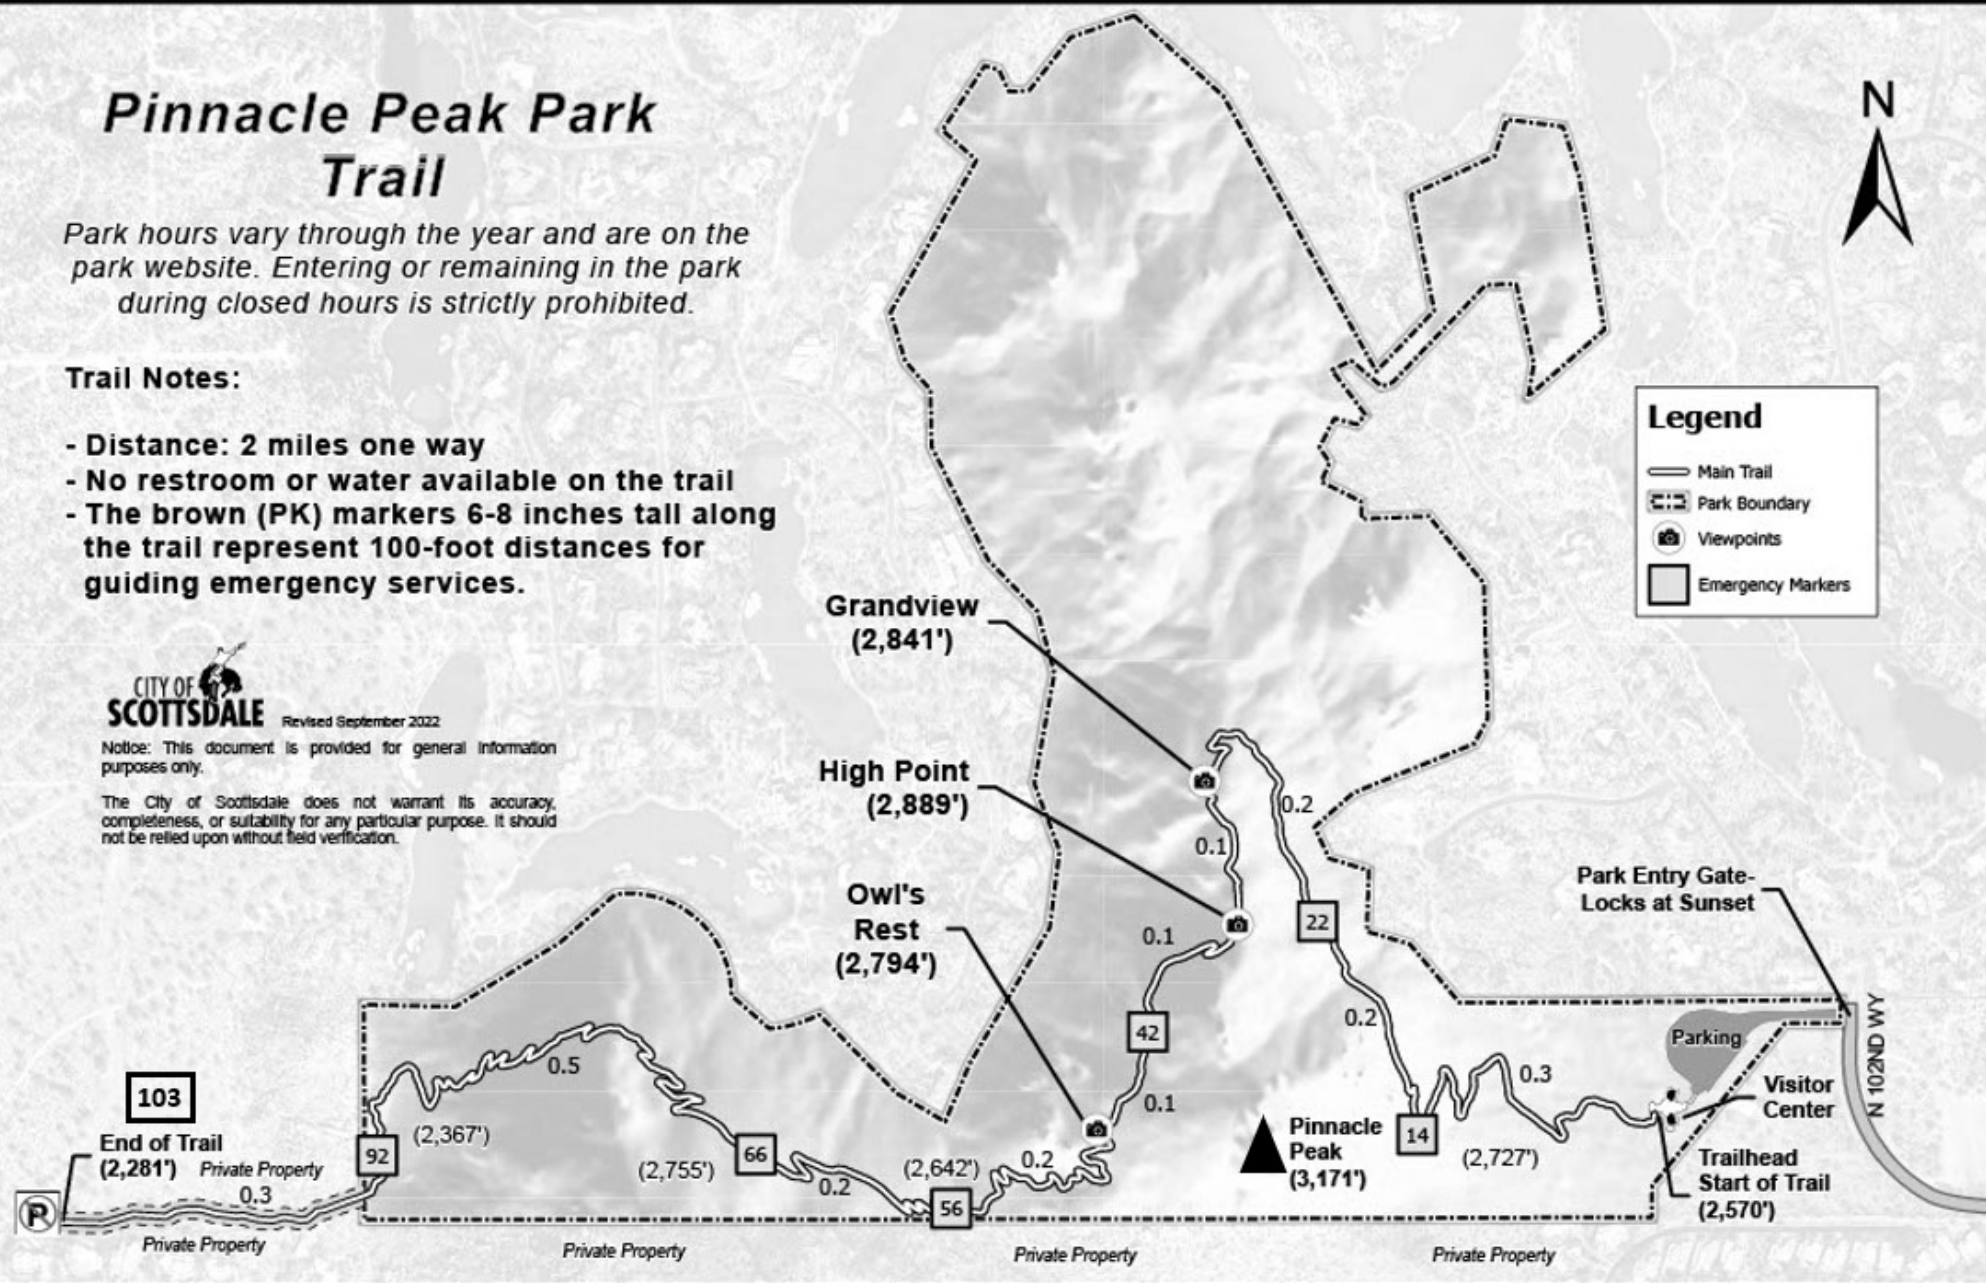 Pinnacle Peak Park
Trail
Park hours vary through the year and are on the
park website. Entering or remaining in the park
during closed hours is strictly prohibited.
Trail Notes:
- Distance: 2 miles one way
- No restroom or water available on the trail
- The brown (PK) markers 6-8 inches tall along
the trail represent 100-foot distances for
guiding emergency services.
CITY OF
SCOTTSDALE
Revised September 2022
Notice: This document is provided for general information
purposes only.
The City of Scottsdale does not warrant its accuracy,
completeness, or suitability for any particular purpose. It should
not be relied upon without field verification.
N
Legend
Main Trail
Park Boundary
Viewpoints
Emergency Markers
Grandview
(2,841')
High Point
(2,889')
Owl's
Rest
(2,794')
0.2
0.1
22
0.1
42
0.2
0.1
Park Entry Gate-
Locks at Sunset
N 102ND WY
Parking
Visitor
Center
0.3
14
(2,727')
Trailhead
Start of Trail
(2,570')
Pinnacle
Peak
(3,171')
0.5
103
End of Trail
(2,281')
Private Property
0.3
P
Private Property
92
(2,367')
(2,755')
66
0.2
(2,642')
56
0.2
Private Property
Private Property
Private Property